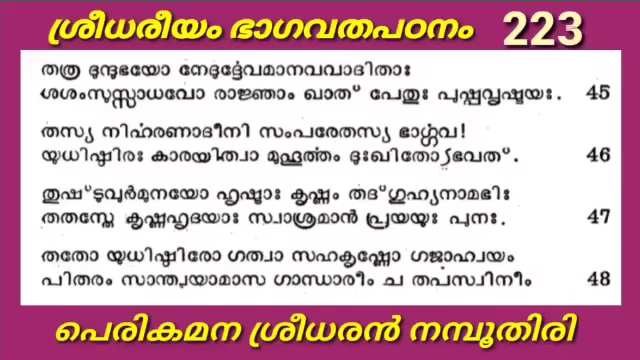 ശ്രീധരീയം ഭാഗവതപഠനം 223
തത്ര ദുന്ദുഭയോ നേദുർദ്ദേവമാനവവാദിതാഃ
ശശംസുസ്സാധവോ രാജ്ഞാം ഖാത് പേതുഃ പുഷ്പവൃഷ്ടയഃ. 45
തസ്യ നിർഹരണാദീനി സംപരേതസ്യ ഭാർഗ്ഗവ!
യുധിഷ്ഠിരഃ കാരയിത്വാ മുഹൂർത്തം ദുഃഖിതോഽഭവത്. 46
തുഷ്ടുവുർമുനയോ ഹൃഷ്ടാഃ കൃഷ്ണം തദ്ഗുഹ്യനാമഭിഃ
തതസ്തേ കൃഷ്ണഹൃദയാഃ സ്വാശ്രമാൻ പ്രയയുഃ പുനഃ. 47
തതോ യുധിഷ്ഠിരോ ഗത്വാ സഹകൃഷ്ണോ ഗജാഹ്വയം
പിതരം സാന്ത്വയാമാസ ഗാന്ധാരീം ച തപസ്വിനീം 48
പെരികമന ശ്രീധരൻ നമ്പൂതിരി